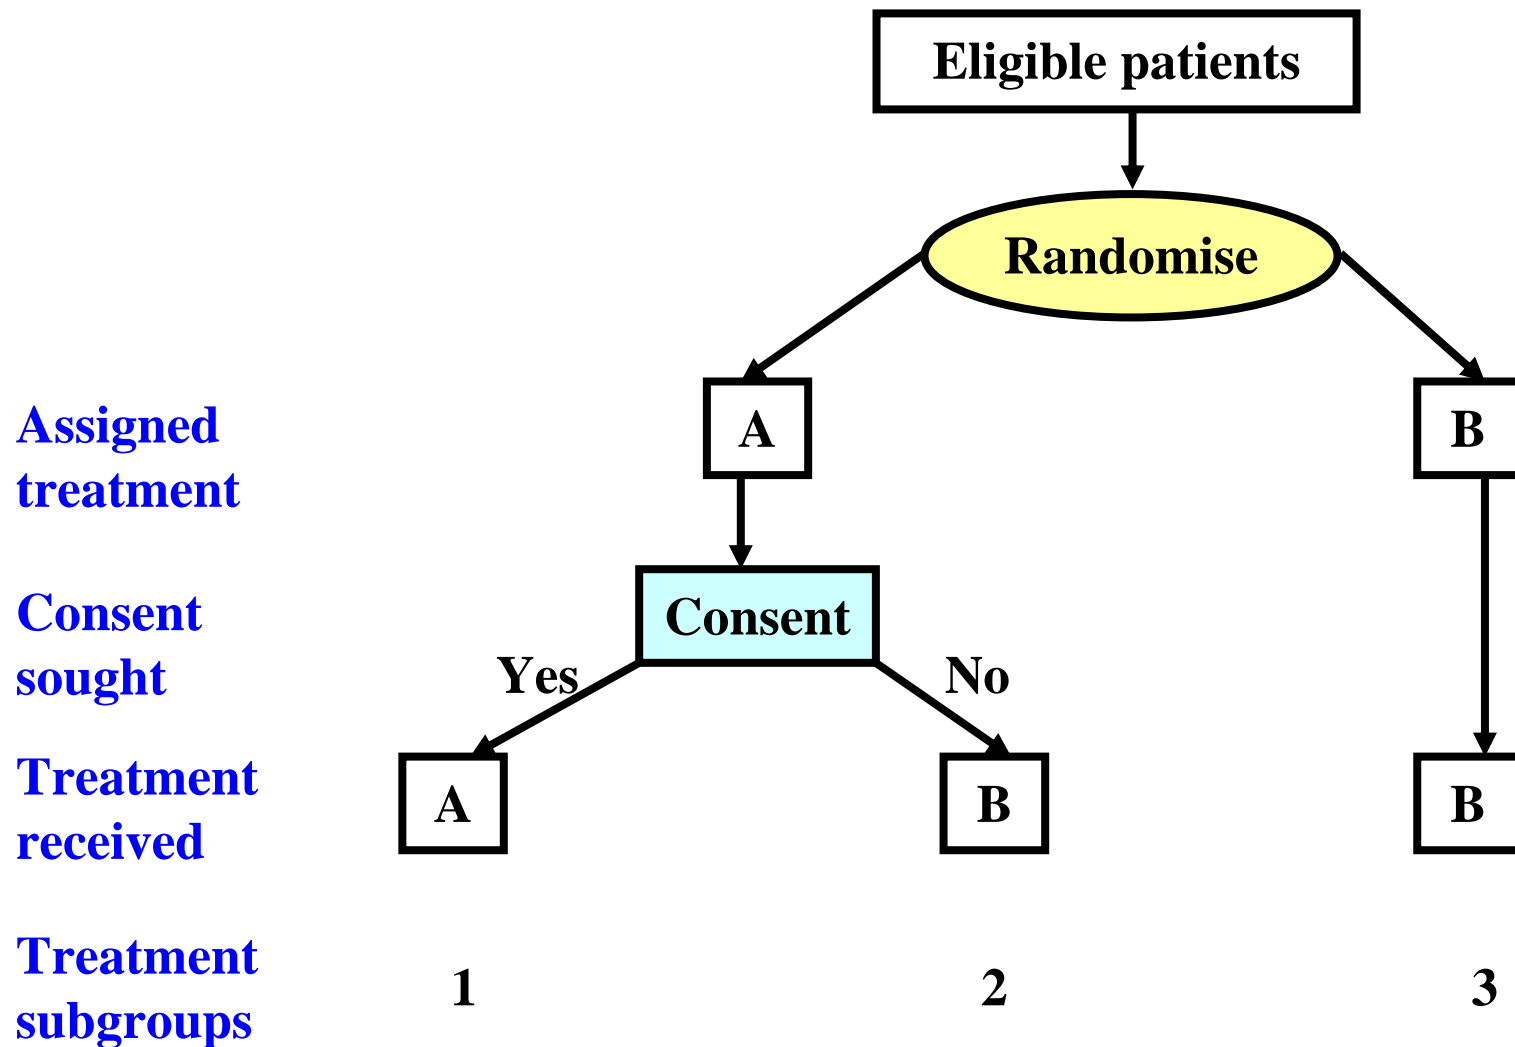 Eligible patients
Randomise
Assigned
treatment
A
B
Consent
sought
Consent
Yes
No
Treatment
received
A
B
B
Treatment
subgroups
1
2
3